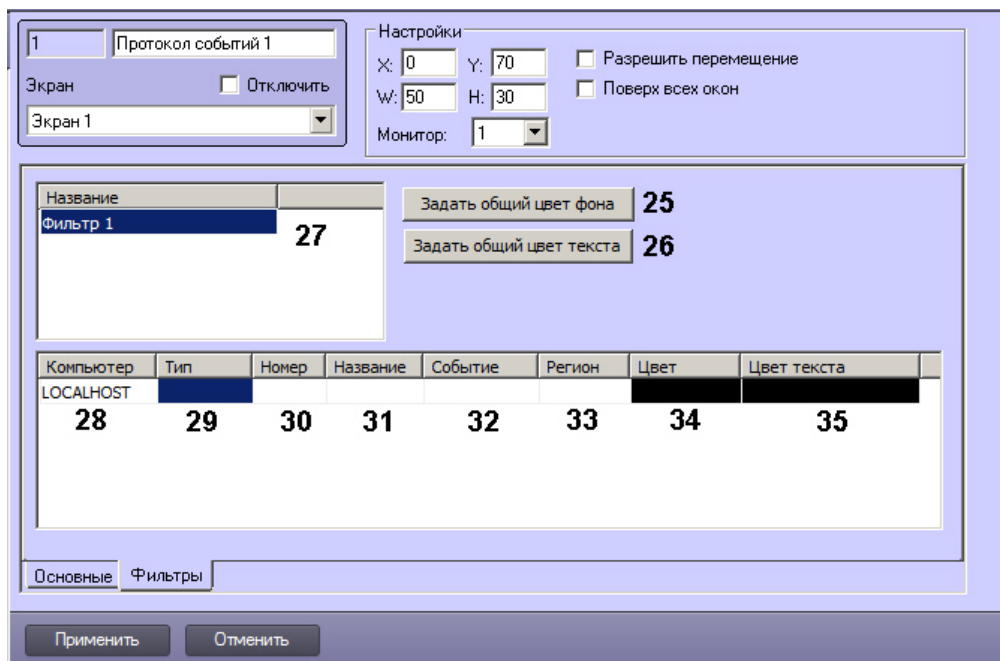 1 Протокол событий 1
Экран Отключить
Экран 1
Настройки
X: 0 Y: 70
W: 50 H: 30
Монитор: 1
Разрешить перемещение
Поверх всех окон
Название
Фильтр 1
27
Задать общий цвет фона 25
Задать общий цвет текста 26
Компьютер Тип Номер Название Событие Регион Цвет Цвет текста
LOCALHOST
28 29 30 31 32 33 34 35
Основные Фильтры
Применить Отменить